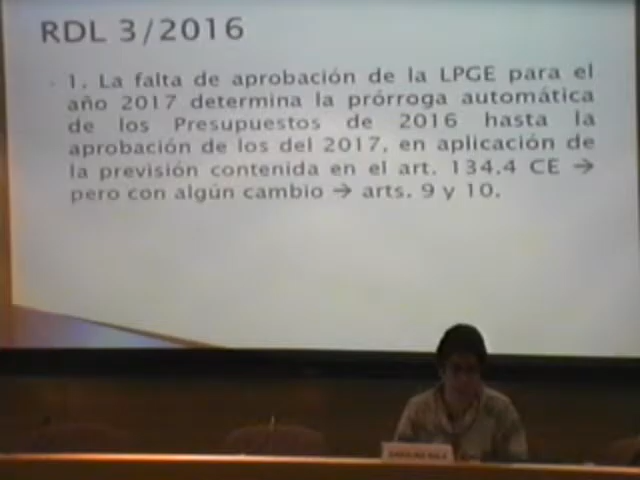 RDL 3/2016
1. La falta de aprobación de la LPGE para el
año 2017 determina la prórroga automática
de los Presupuestos de 2016 hasta la
aprobación de los del 2017, en aplicación de
la previsión contenida en el art. 134.4 CE →
pero con algún cambio → arts. 9 y 10.